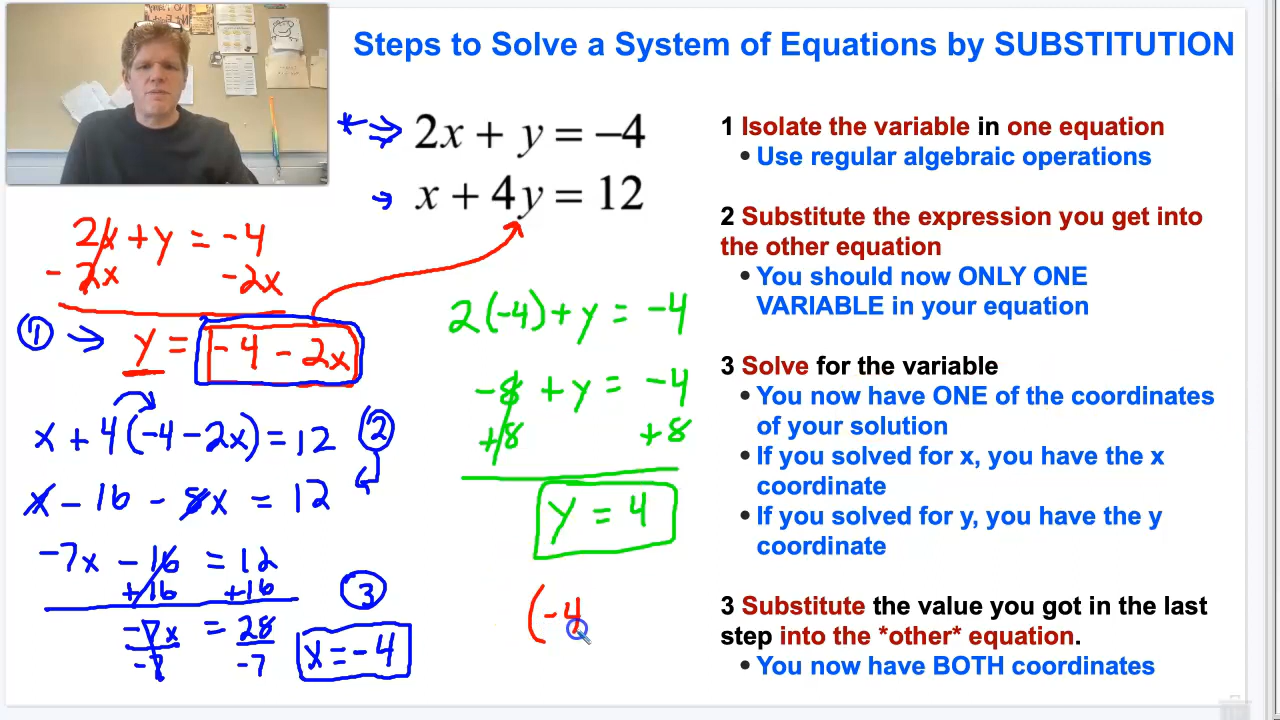 Steps to Solve a System of Equations by SUBSTITUTION
* ⇒ 2x + y = −4
→ x + 4y = 12
2x + y = -4
- 2x -2x
① ⇒ y = -4 - 2x
x + 4(-4 - 2x) = 12 ②
x - 16 - 8x = 12
-7x - 16 = 12
+16 +16 ③
-7x = 28
-7 -7
x = -4
2(-4) + y = -4
-8 + y = -4
+8 +8
y = 4
(-4
1 Isolate the variable in one equation
• Use regular algebraic operations
2 Substitute the expression you get into
the other equation
• You should now ONLY ONE
VARIABLE in your equation
3 Solve for the variable
• You now have ONE of the coordinates
of your solution
• If you solved for x, you have the x
coordinate
• If you solved for y, you have the y
coordinate
3 Substitute the value you got in the last
step into the *other* equation.
• You now have BOTH coordinates